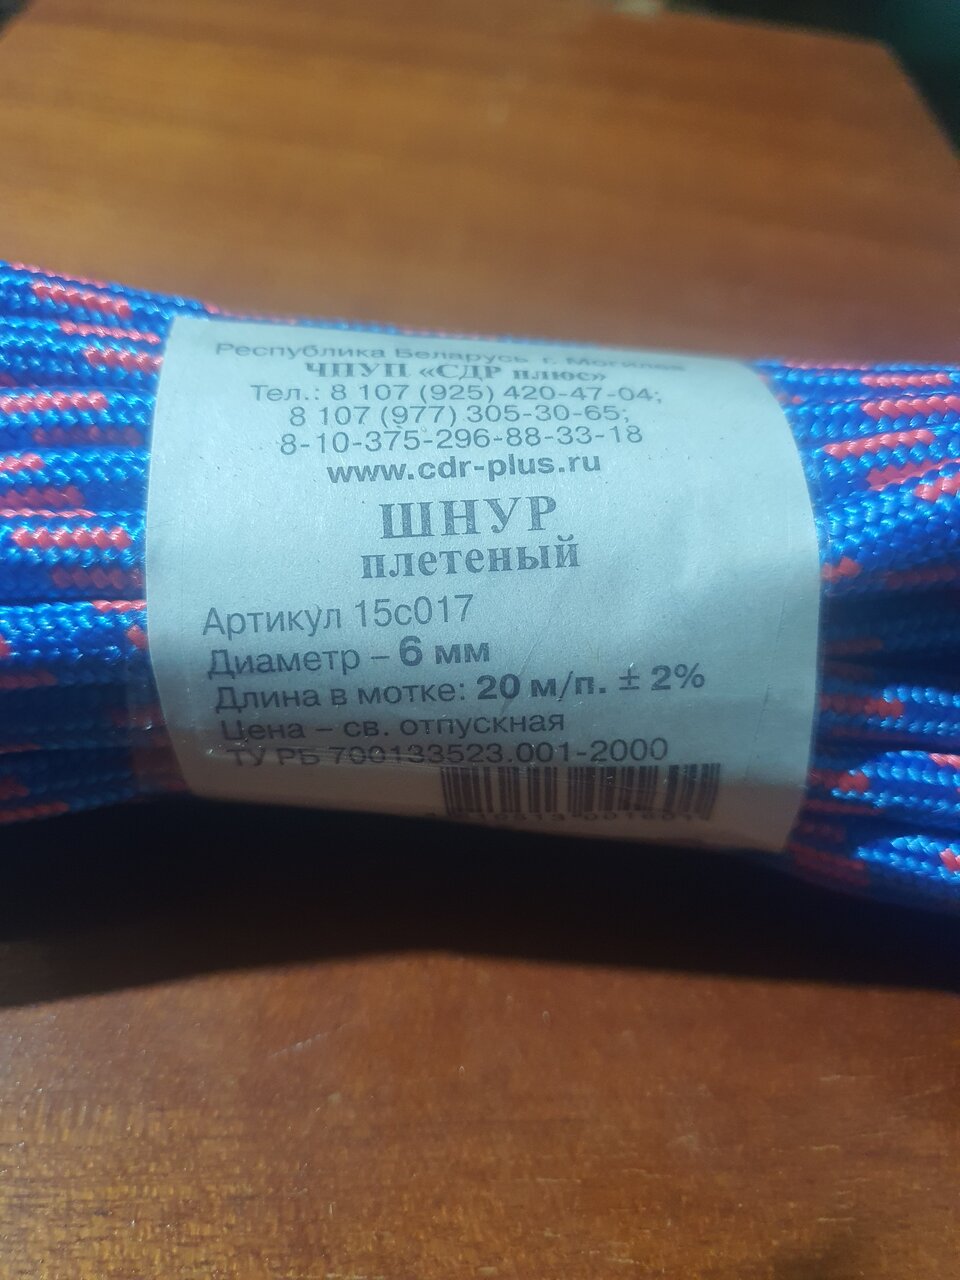 Республика Беларусь г. Могилев
ЧПУП «СДР плюс»
Тел.: 8 107 (925) 420-47-04;
8 107 (977) 305-30-65;
8-10-375-296-88-33-18
www.cdr-plus.ru
ШНУР
плетеный
Артикул 15с017
Диаметр – 6 мм
Длина в мотке: 20 м/п. ± 2%
Цена – св. отпускная
ТУ РБ 700133523.001-2000